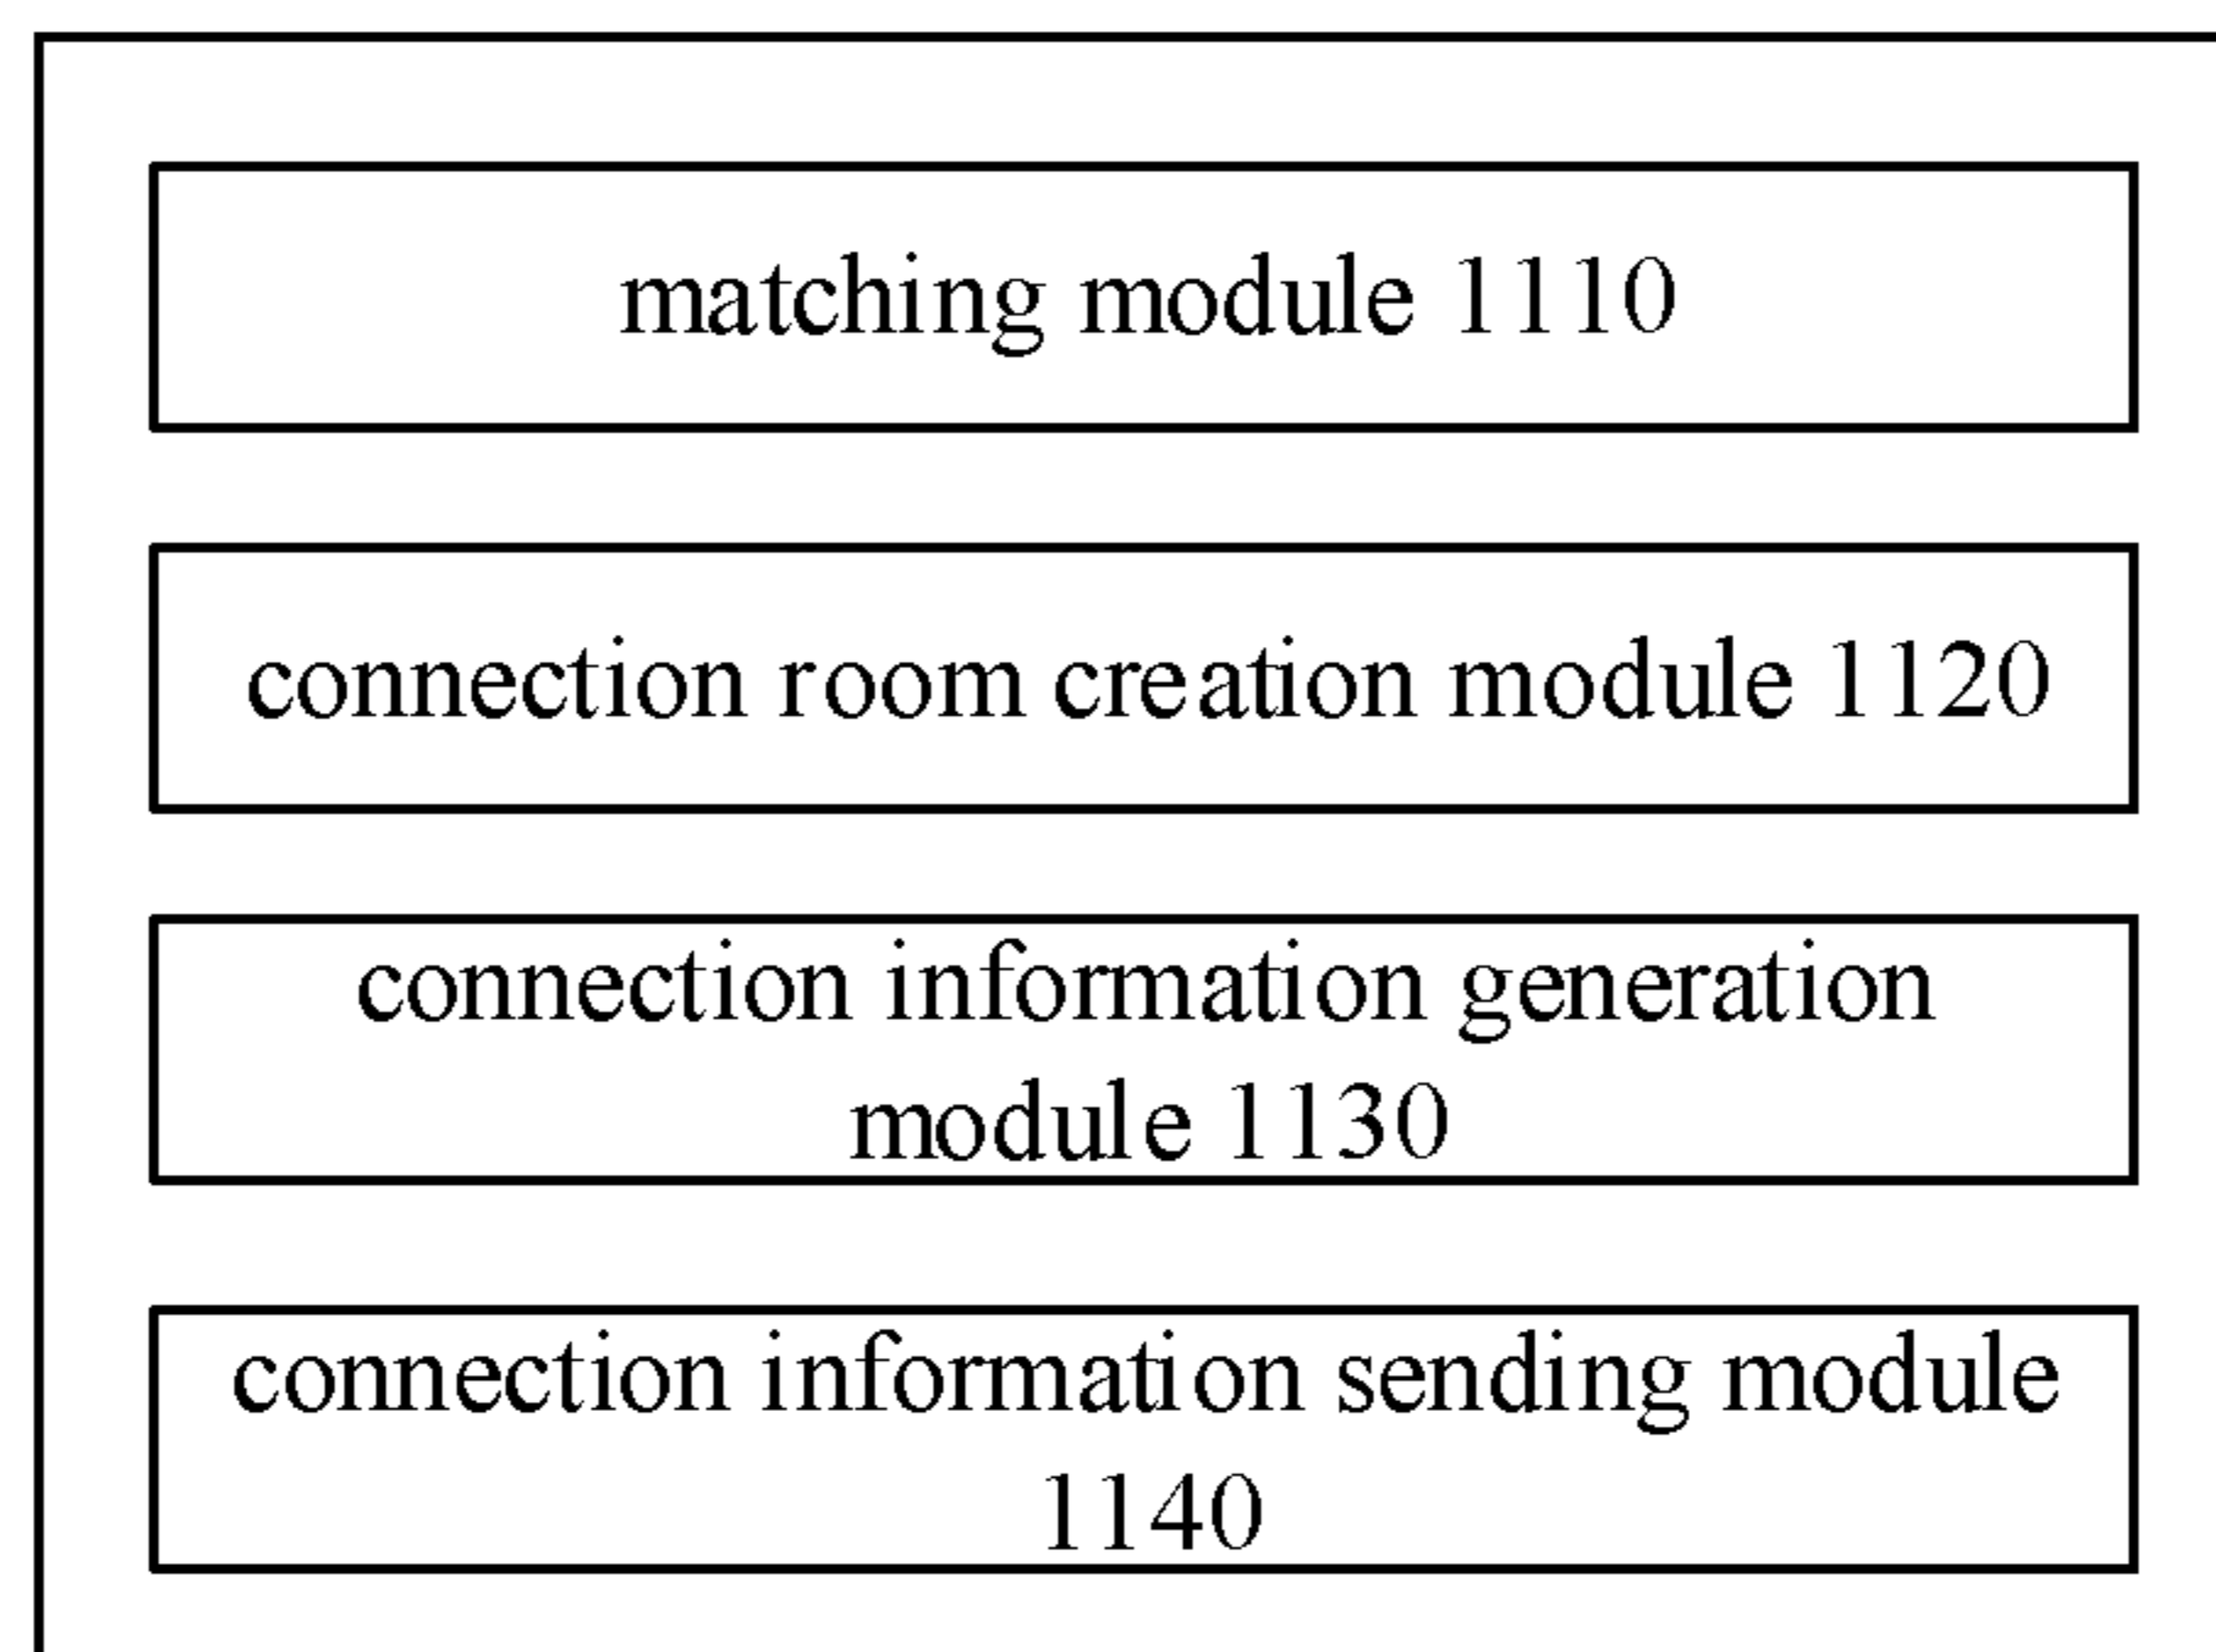 matching module 1110
connection room creation module 1120
connection information generation
module 1130
connection information sending module
1140